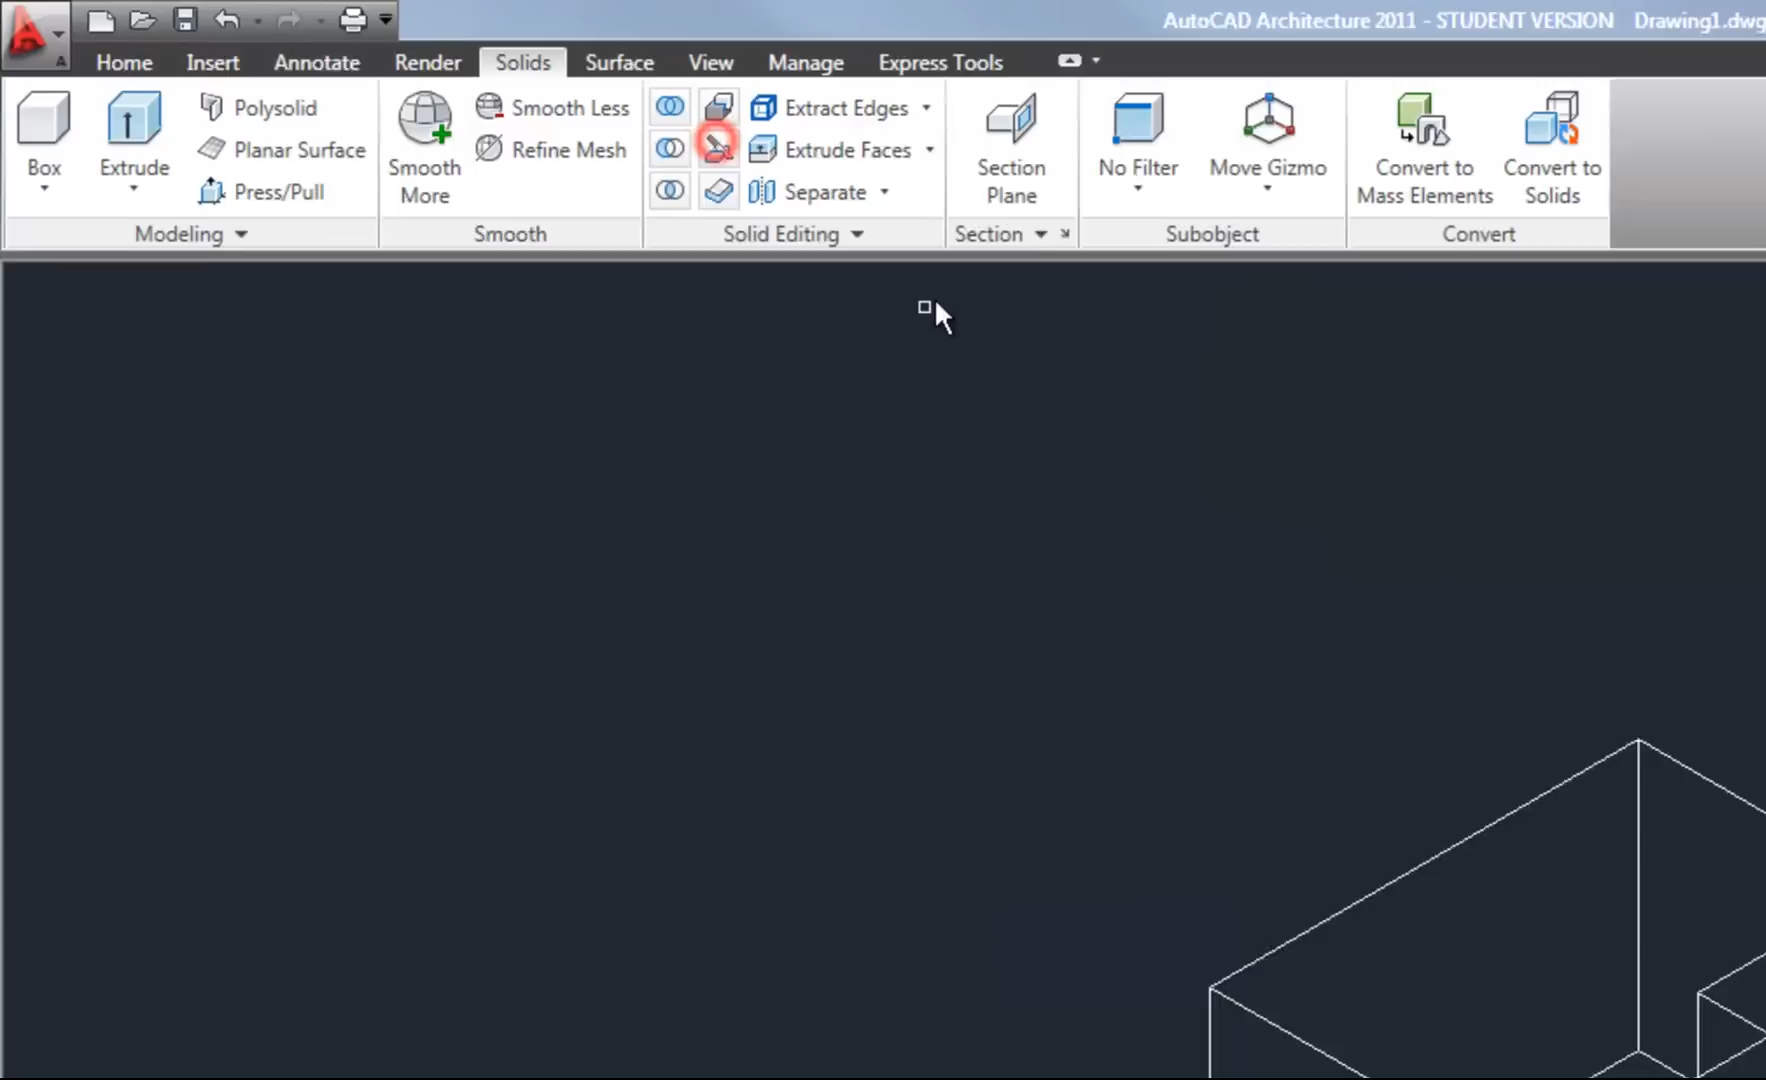 AutoCAD Architecture 2011 - STUDENT VERSION Drawing1.dwg
A
Home Insert Annotate Render Solids Surface View Manage Express Tools
Box
Extrude
Polysolid
Planar Surface
Press/Pull
Modeling
Smooth
More
Smooth Less
Refine Mesh
Smooth
Extract Edges
Extrude Faces
Separate
Solid Editing
Section
Plane
Section
No Filter
Move Gizmo
Subobject
Convert to
Mass Elements
Convert to
Solids
Convert